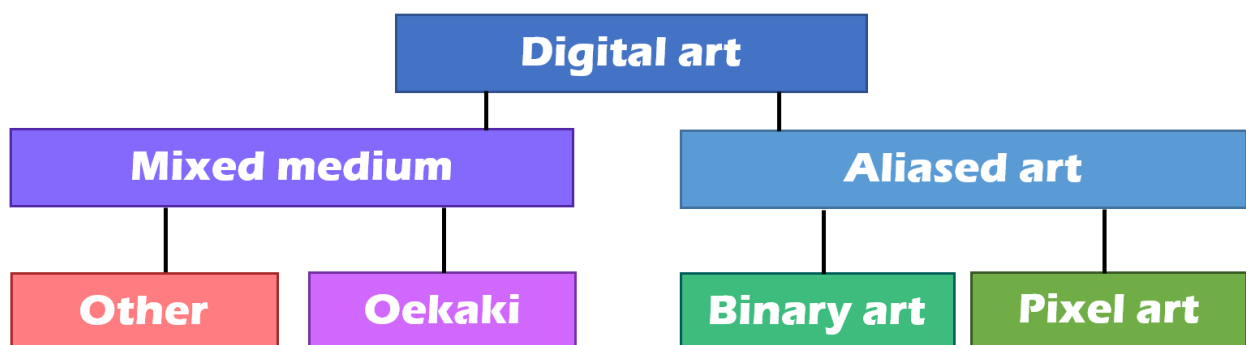 Digital art
Mixed medium
Aliased art
Other
Oekaki
Binary art
Pixel art